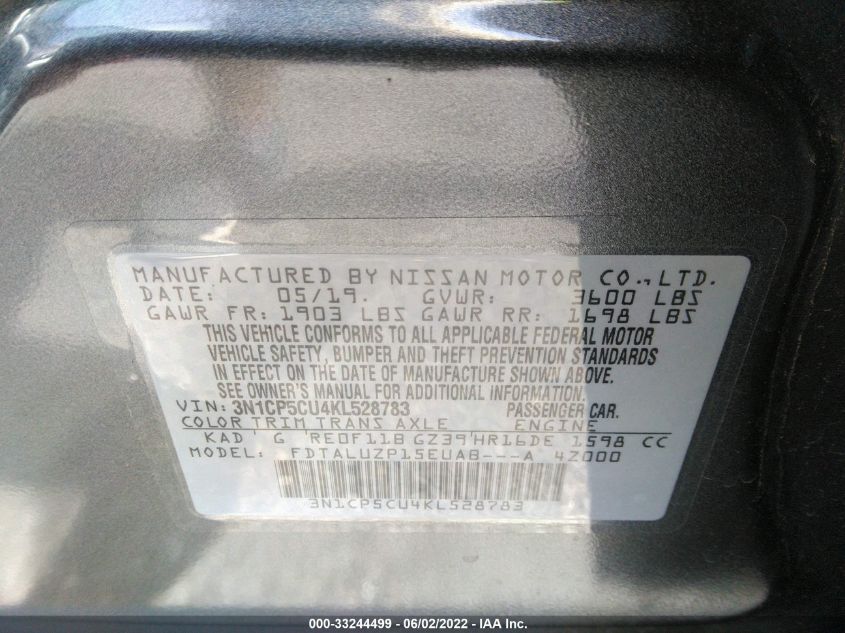 MANUFACTURED BY NISSAN MOTOR CO., LTD.
DATE: 05/19. GVWR: 3600 LBS
GAWR FR: 1903 LBS GAWR RR: 1698 LBS
THIS VEHICLE CONFORMS TO ALL APPLICABLE FEDERAL MOTOR
VEHICLE SAFETY, BUMPER AND THEFT PREVENTION STANDARDS
IN EFFECT ON THE DATE OF MANUFACTURE SHOWN ABOVE.
SEE OWNER'S MANUAL FOR ADDITIONAL INFORMATION.
VIN: 3N1CP5CU4KL528783 PASSENGER CAR.
COLOR TRIM TRANS AXLE ENGINE
KAD G RE0F11B GZ39 HR16DE 1598 CC
MODEL: FDTALUZP15EUAB---A 4Z000
3N1CP5CU4KL528783
000-33244499 - 06/02/2022 - IAA Inc.